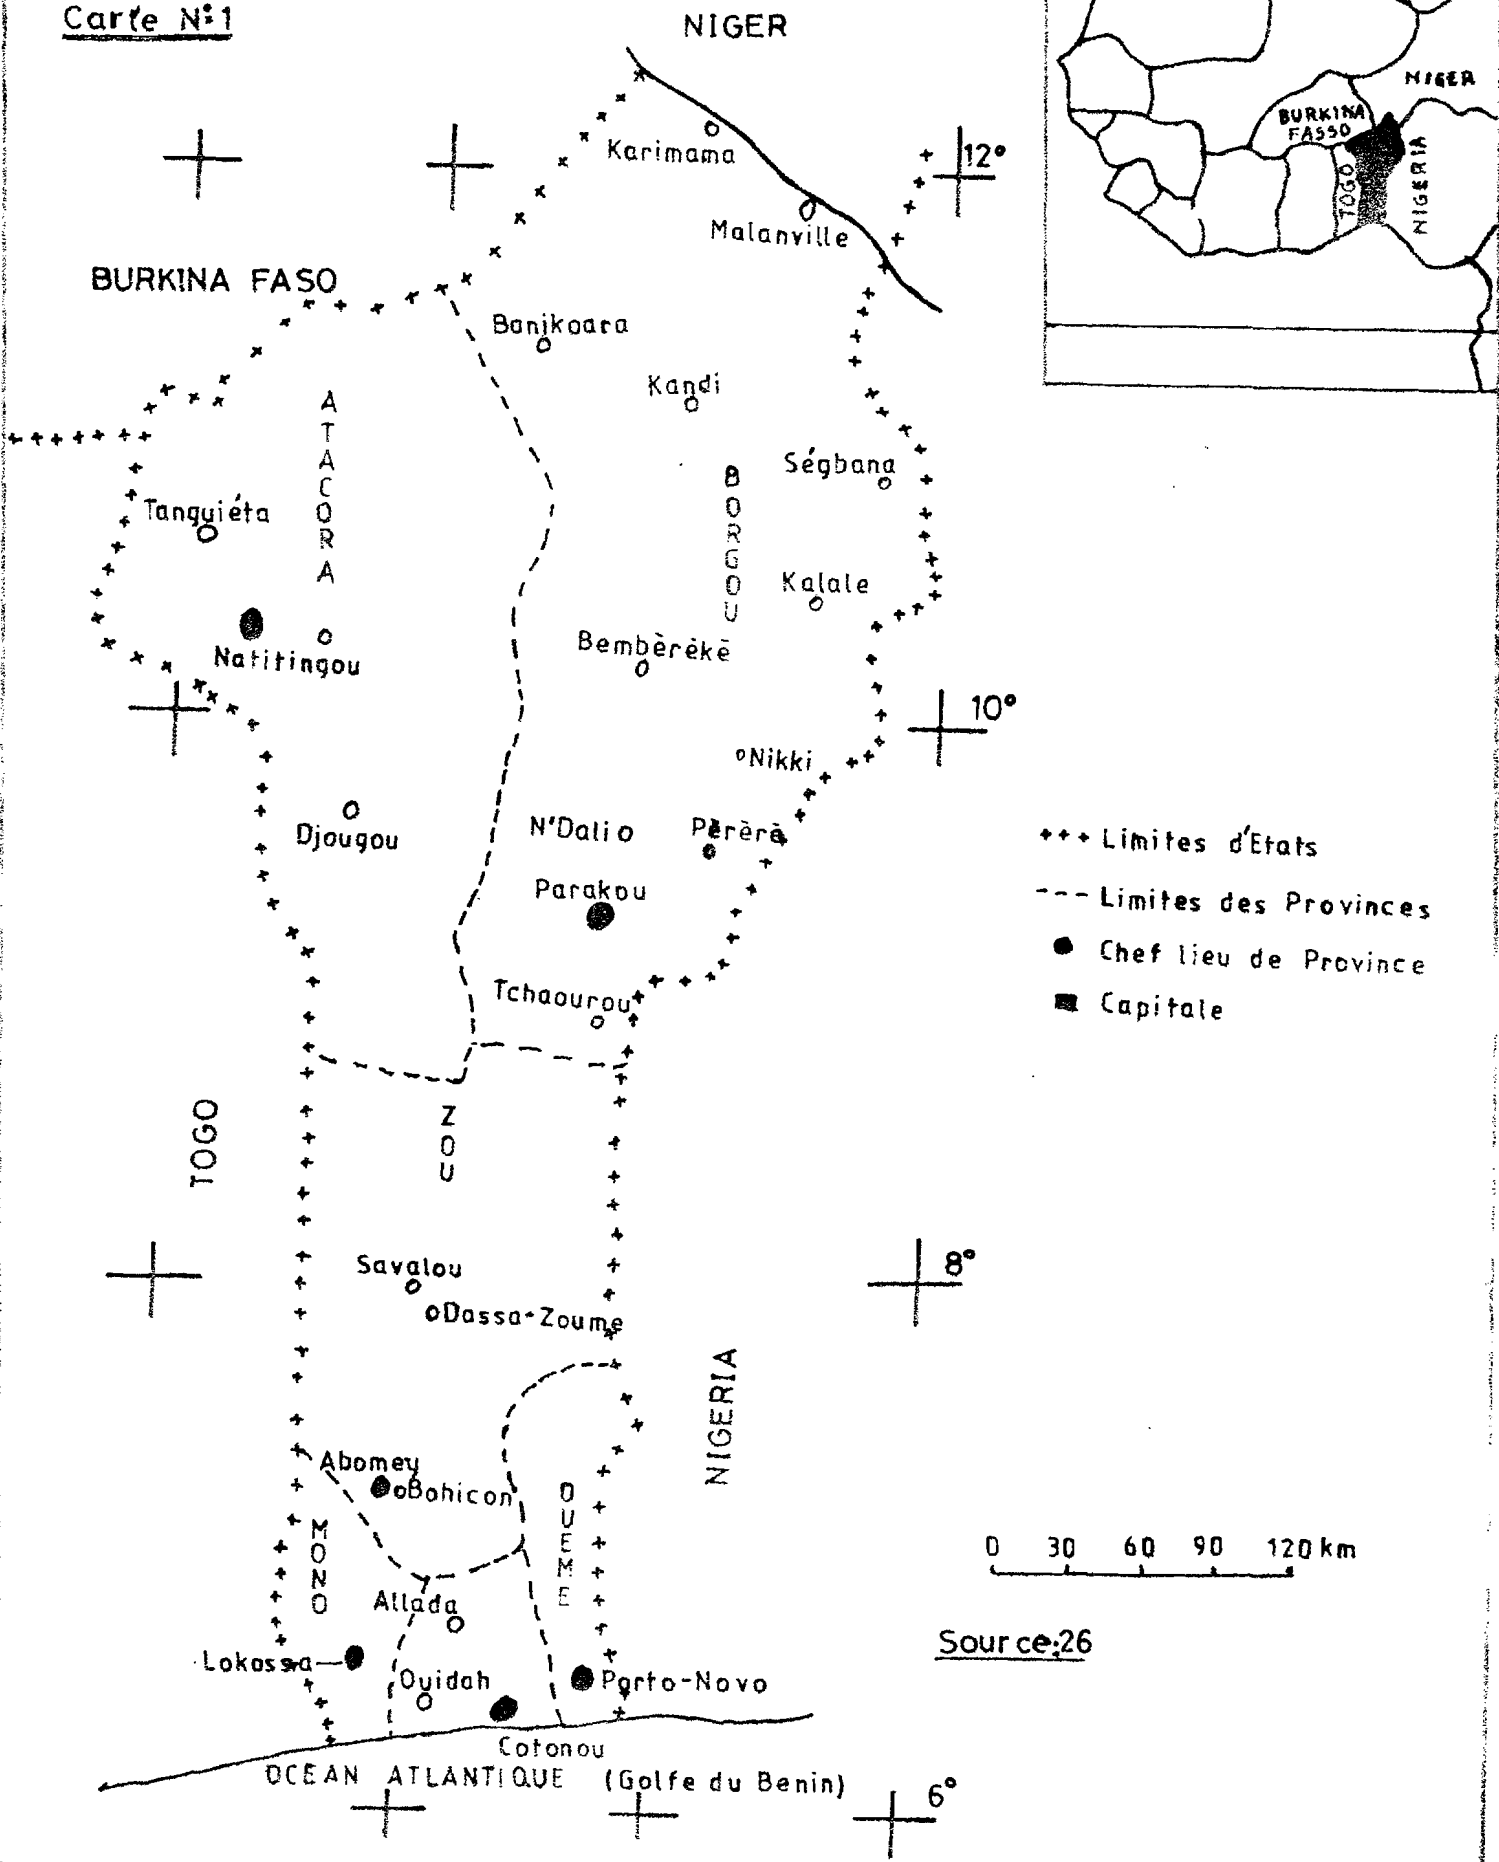 Carte N°:1
NIGER
NIGER
BURKINA
FASSO
TOGO
NIGERIA
Karimama
12°
Malanville
BURKINA FASO
Banikoara
Kandi
ATACORA
BORGOU
Ségbana
Tanguiéta
Kalale
Natitingou
Bembèrèkè
10°
Nikki
Djougou
N'Dali
Pèrèrè
Parakou
+++ Limites d'Etats
--- Limites des Provinces
Chef lieu de Province
Capitale
Tchaourou
TOGO
ZOU
Savalou
8°
Dassa-Zoume
NIGERIA
Abomey
Bohicon
OUEME
MONO
Allada
0 30 60 90 120 km
Source:26
Lokossa
Ouidah
Porto-Novo
Cotonou
OCEAN ATLANTIQUE (Golfe du Benin)
6°